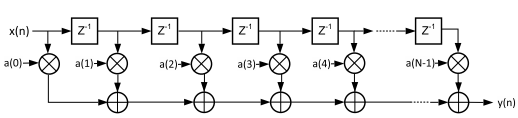 x(n) Z⁻¹ Z⁻¹ Z⁻¹ Z⁻¹ Z⁻¹
a(0) a(1) a(2) a(3) a(4) a(N-1)
y(n)